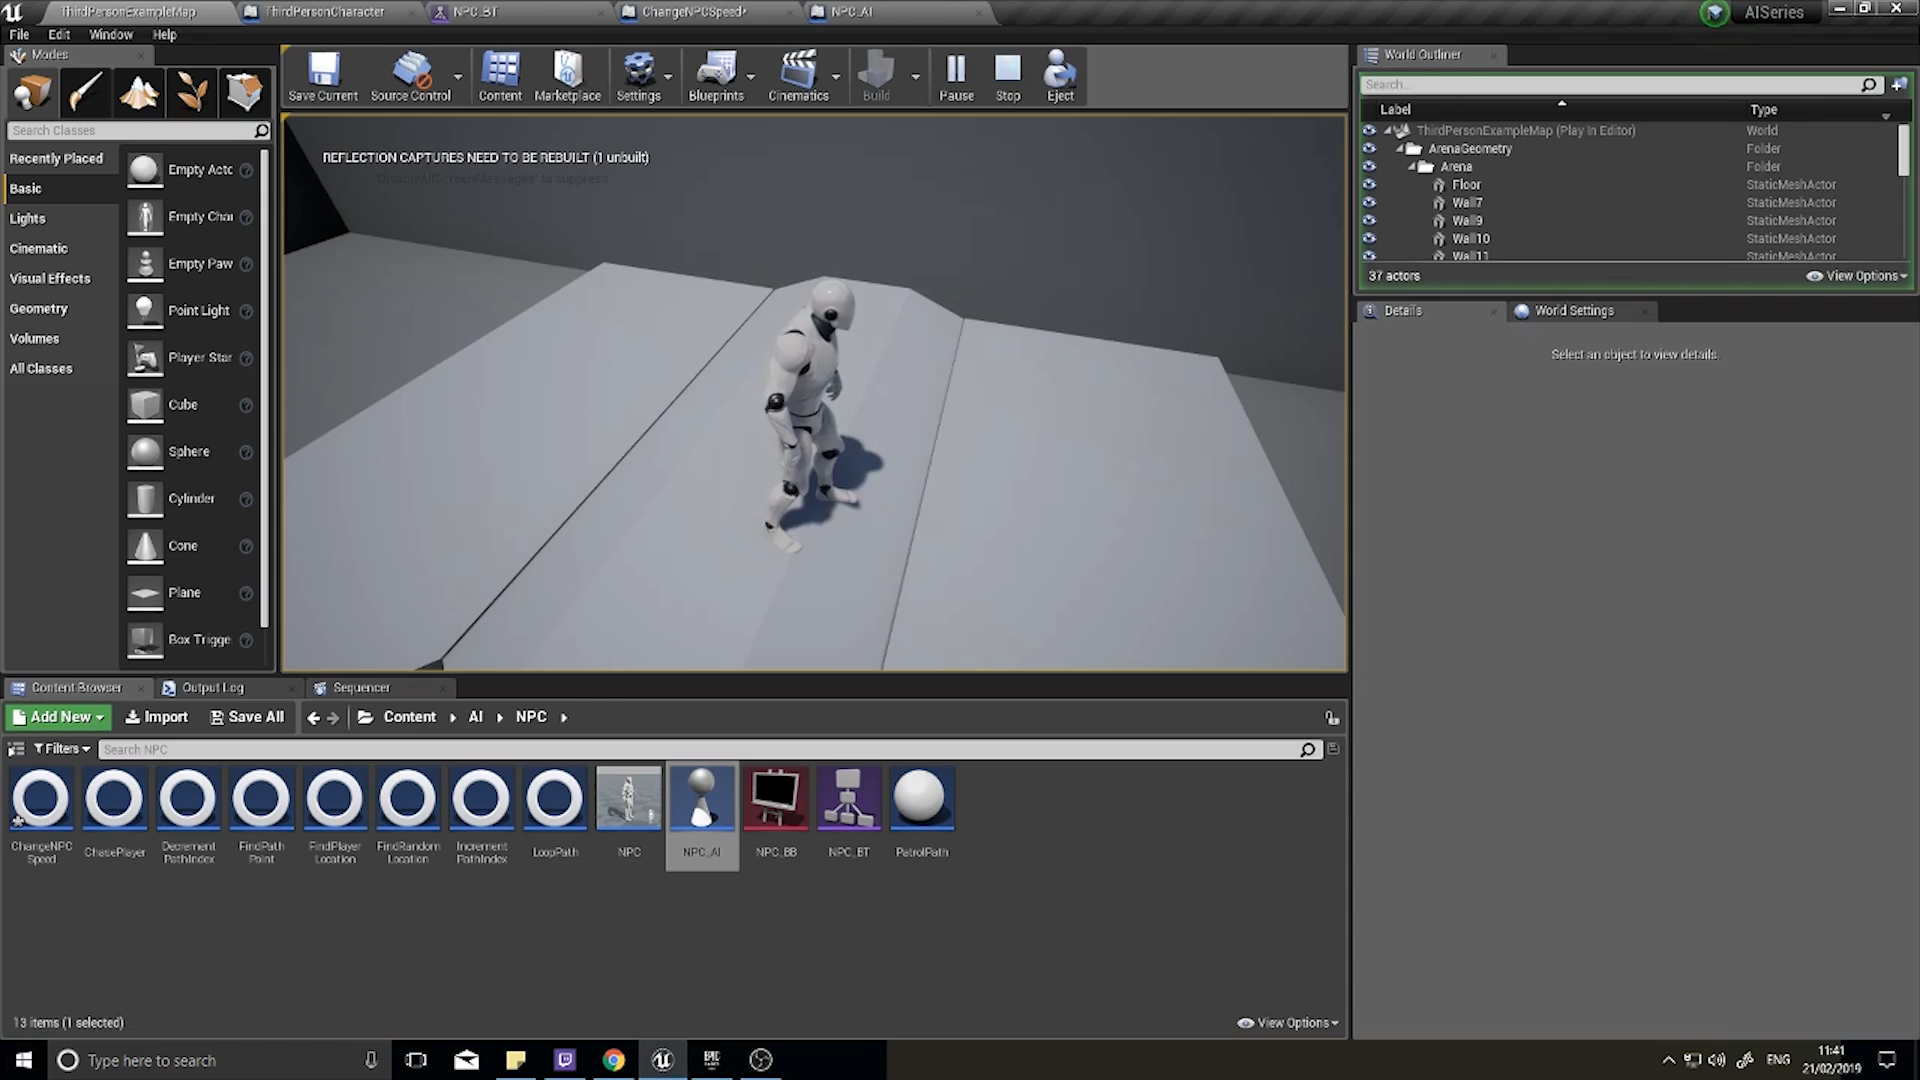 ThirdPersonExampleMap
ThirdPersonCharacter
NPC_BT
ChangeNPCSpeed*
NPC_AI
AISeries
File Edit Window Help
Modes
Save Current
Source Control
Content
Marketplace
Settings
Blueprints
Cinematics
Build
Pause
Stop
Eject
World Outliner
Search...
Label
Type
Search Classes
Recently Placed
Basic
Lights
Cinematic
Visual Effects
Geometry
Volumes
All Classes
Empty Acto
Empty Char
Empty Paw
Point Light
Player Star
Cube
Sphere
Cylinder
Cone
Plane
Box Trigge
REFLECTION CAPTURES NEED TO BE REBUILT (1 unbuilt)
'DisableAllScreenMessages' to suppress
ThirdPersonExampleMap (Play In Editor) World
ArenaGeometry Folder
Arena Folder
Floor StaticMeshActor
Wall7 StaticMeshActor
Wall9 StaticMeshActor
Wall10 StaticMeshActor
Wall11 StaticMeshActor
37 actors
View Options
Details
World Settings
Select an object to view details.
Content Browser
Output Log
Sequencer
Add New
Import
Save All
Content
AI
NPC
Filters
Search NPC
ChangeNPC
Speed
ChasePlayer
Decrement
PathIndex
FindPath
Point
FindPlayer
Location
FindRandom
Location
Increment
PathIndex
LoopPath
NPC
NPC_AI
NPC_BB
NPC_BT
PatrolPath
13 items (1 selected)
View Options
Type here to search
EPIC
ENG
11:41
21/02/2019